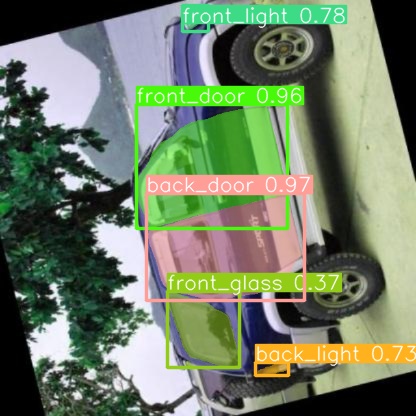 front_light 0.78
front_door 0.96
back_door 0.97
front_glass 0.37
back_light 0.73